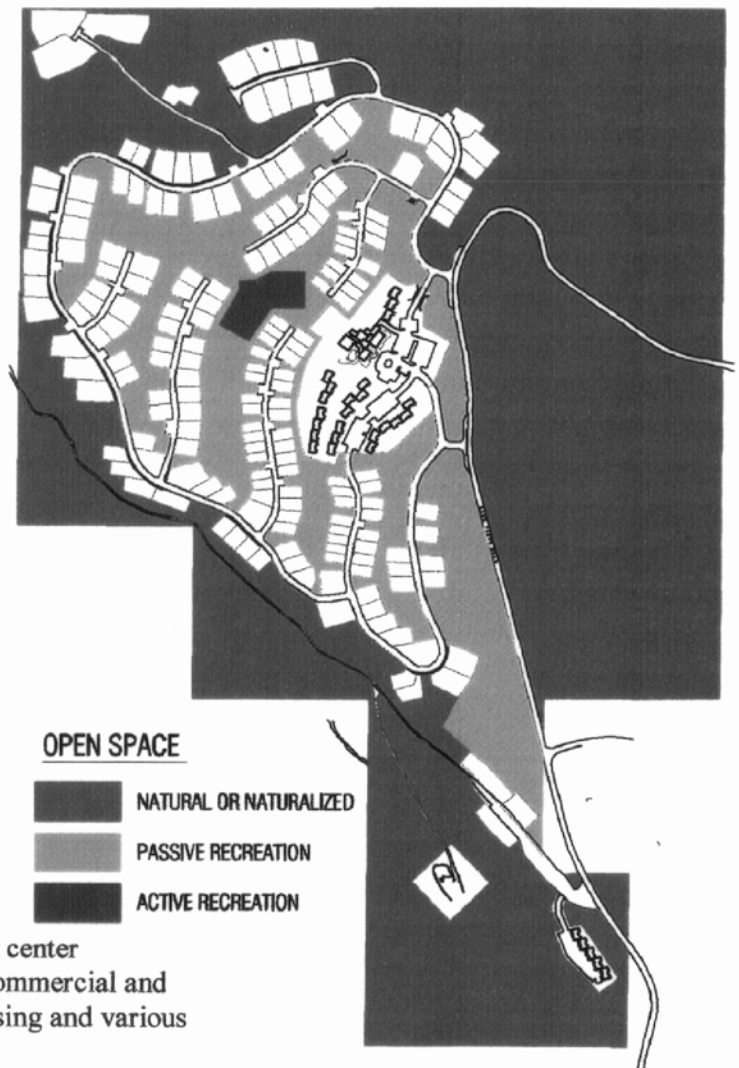 OPEN SPACE
NATURAL OR NATURALIZED
PASSIVE RECREATION
ACTIVE RECREATION
center
ommercial and
sing and various